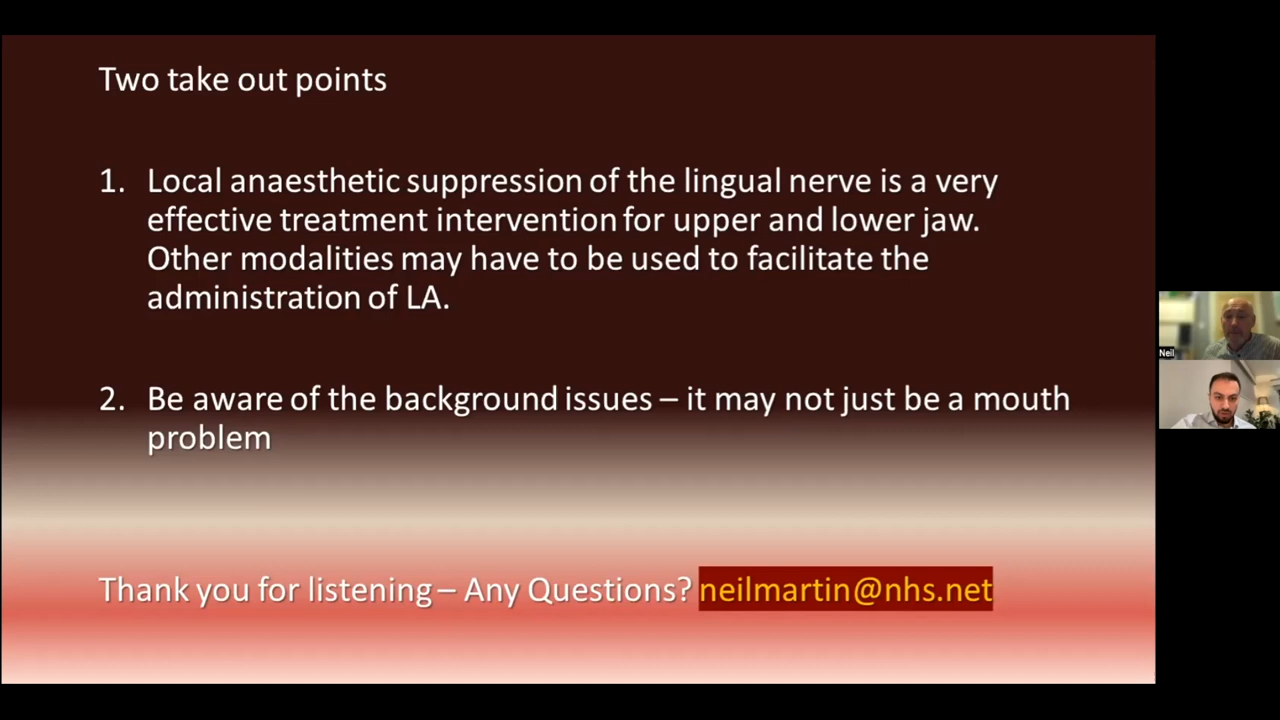 Two take out points
1. Local anaesthetic suppression of the lingual nerve is a very
effective treatment intervention for upper and lower jaw.
Other modalities may have to be used to facilitate the
administration of LA.
2. Be aware of the background issues – it may not just be a mouth
problem
Thank you for listening – Any Questions? neilmartin@nhs.net
Neil